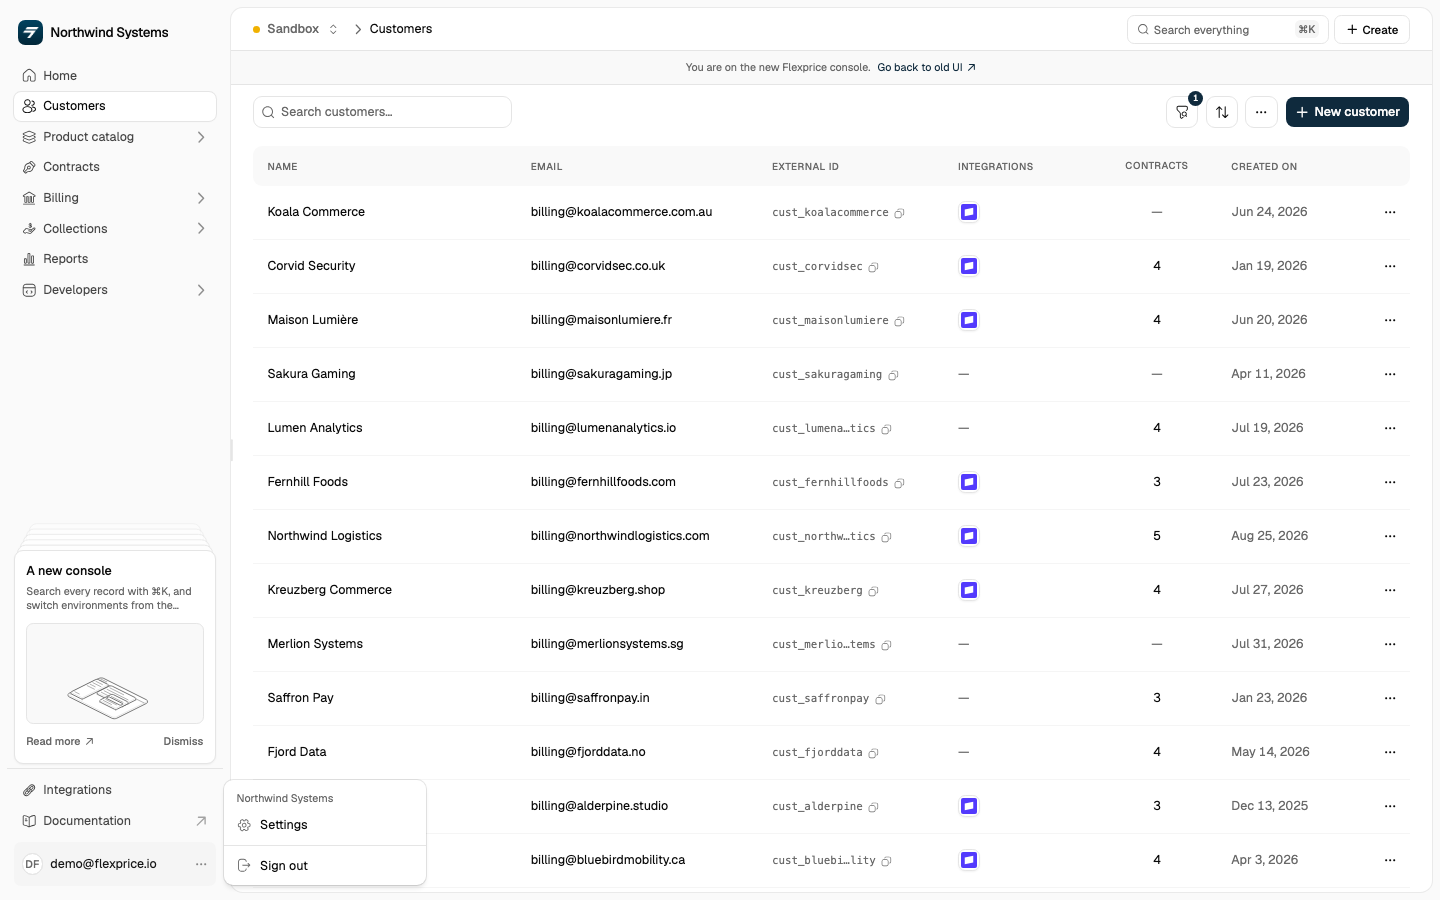 Northwind Systems
Home
Customers
Product catalog
Contracts
Billing
Collections
Reports
Developers
A new console
Search every record with ⌘K, and
switch environments from the…
Read more
Dismiss
Integrations
Documentation
DF demo@flexprice.io
Northwind Systems
Settings
Sign out
Sandbox Customers
Search everything ⌘K
Create
You are on the new Flexprice console. Go back to old UI
Search customers...
1
New customer
NAME EMAIL EXTERNAL ID INTEGRATIONS CONTRACTS CREATED ON
Koala Commerce billing@koalacommerce.com.au cust_koalacommerce — Jun 24, 2026
Corvid Security billing@corvidsec.co.uk cust_corvidsec 4 Jan 19, 2026
Maison Lumière billing@maisonlumiere.fr cust_maisonlumiere 4 Jun 20, 2026
Sakura Gaming billing@sakuragaming.jp cust_sakuragaming — — Apr 11, 2026
Lumen Analytics billing@lumenanalytics.io cust_lumena…tics — 4 Jul 19, 2026
Fernhill Foods billing@fernhillfoods.com cust_fernhillfoods 3 Jul 23, 2026
Northwind Logistics billing@northwindlogistics.com cust_northw…tics 5 Aug 25, 2026
Kreuzberg Commerce billing@kreuzberg.shop cust_kreuzberg 4 Jul 27, 2026
Merlion Systems billing@merlionsystems.sg cust_merlio…tems — — Jul 31, 2026
Saffron Pay billing@saffronpay.in cust_saffronpay — 3 Jan 23, 2026
Fjord Data billing@fjorddata.no cust_fjorddata — 4 May 14, 2026
billing@alderpine.studio cust_alderpine 3 Dec 13, 2025
billing@bluebirdmobility.ca cust_bluebi…lity 4 Apr 3, 2026